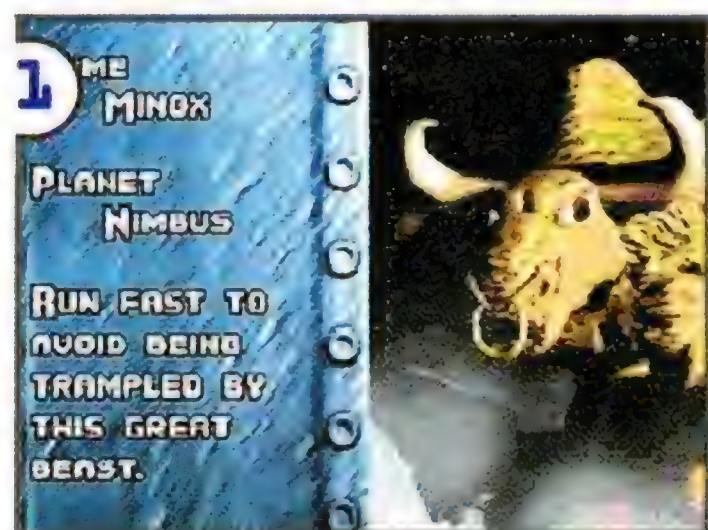 1
ME
MINOX
PLANET
NIMBUS
RUN FAST TO
AVOID BEING
TRAMPLED BY
THIS GREAT
BEAST.